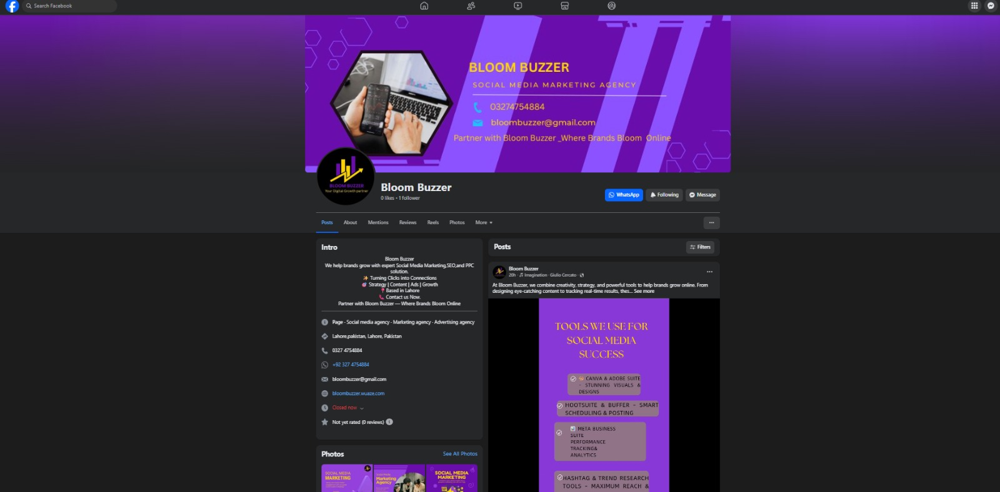 Search Facebook
BLOOM BUZZER
SOCIAL MEDIA MARKETING AGENCY
03274754884
bloombuzzer@gmail.com
Partner with Bloom Buzzer _Where Brands Bloom Online
BLOOM BUZZER
Your Digital Growth partner
Bloom Buzzer
0 likes • 1 follower
WhatsApp
Following
Message
Posts
About
Mentions
Reviews
Reels
Photos
More
Intro
Bloom Buzzer
We help brands grow with expert Social Media Marketing,SEO,and PPC
solution.
✨ Turning Clicks into Connections
🎯 Strategy | Content | Ads | Growth
📍Based in Lahore
📞 Contact us Now.
Partner with Bloom Buzzer — Where Brands Bloom Online
Page · Social media agency · Marketing agency · Advertising agency
Lahore,pakistan, Lahore, Pakistan
0327 4754884
+92 327 4754884
bloombuzzer@gmail.com
bloombuzzer.wuaze.com
Closed now
Not yet rated (0 reviews)
Photos
See All Photos
SOCIAL MEDIA
MARKETING
Marketing
Agency
SOCIAL MEDIA
MARKETING
Posts
Filters
Bloom Buzzer
20h · Imagination · Giulio Cercato ·
At Bloom Buzzer, we combine creativity, strategy, and powerful tools to help brands grow online. From
designing eye-catching content to tracking real-time results, thes... See more
TOOLS WE USE FOR
SOCIAL MEDIA
SUCCESS
CANVA & ADOBE SUITE
- STUNNING VISUALS &
DESIGNS
HOOTSUITE & BUFFER – SMART
SCHEDULING & POSTING
📊 META BUSINESS
SUITE
PERFORMANCE
TRACKING&
ANALYTICS
HASHTAG & TREND RESEARCH
TOOLS – MAXIMUM REACH &